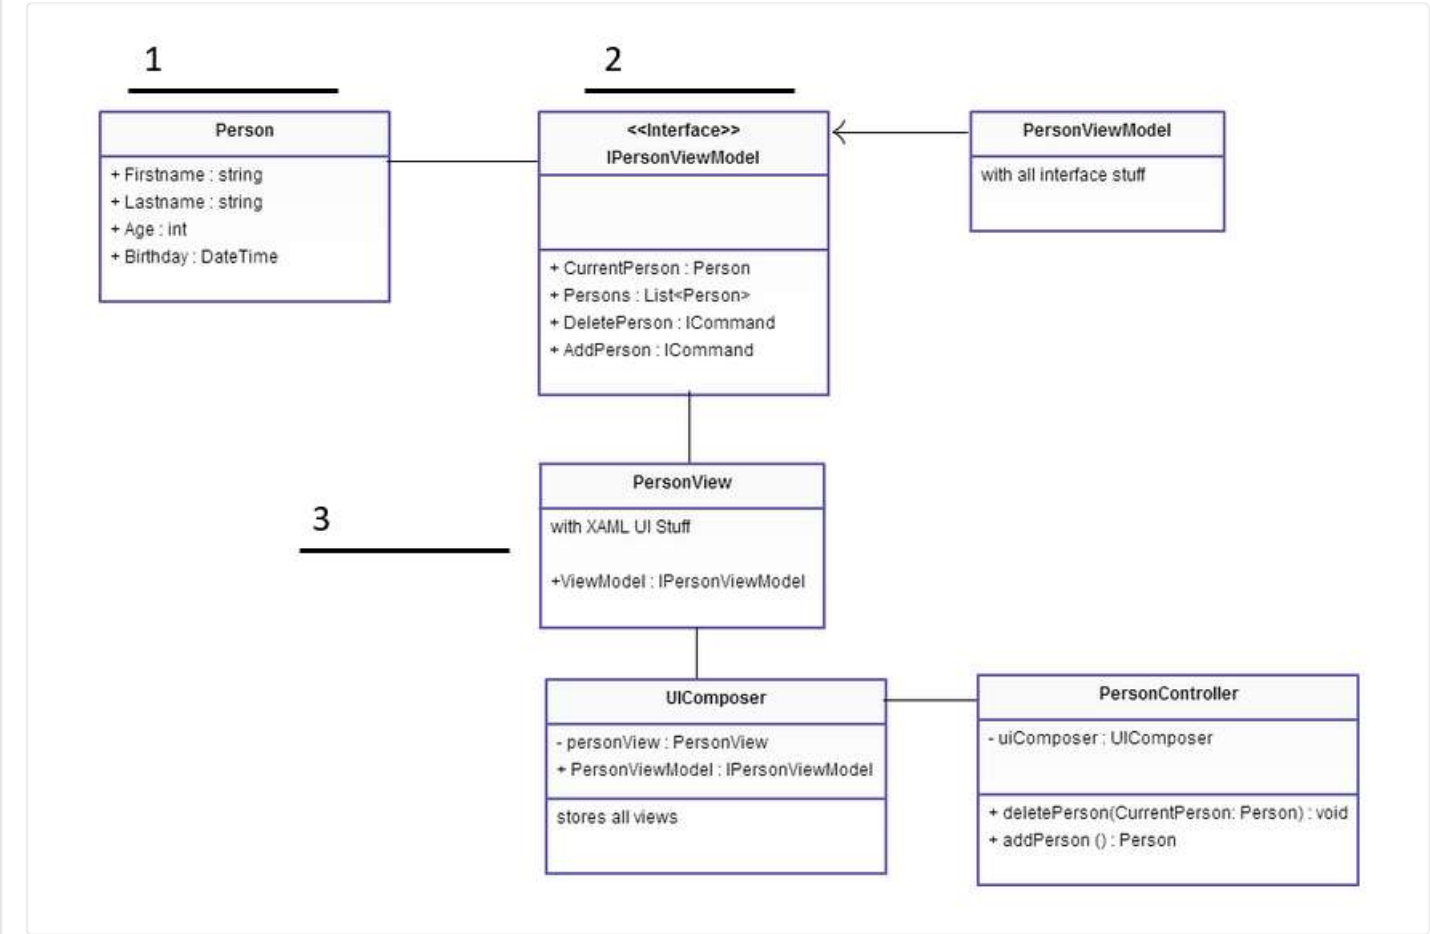 1
2
Person
+ Firstname : string
+ Lastname : string
+ Age : int
+ Birthday : DateTime
<<Interface>>
IPersonViewModel
+ CurrentPerson : Person
+ Persons : List<Person>
+ DeletePerson : ICommand
+ AddPerson : ICommand
PersonViewModel
with all interface stuff
3
PersonView
with XAML UI Stuff
+ViewModel : IPersonViewModel
UIComposer
- personView : PersonView
+ PersonViewModel : IPersonViewModel
stores all views
PersonController
- uiComposer : UIComposer
+ deletePerson(CurrentPerson: Person) : void
+ addPerson () : Person